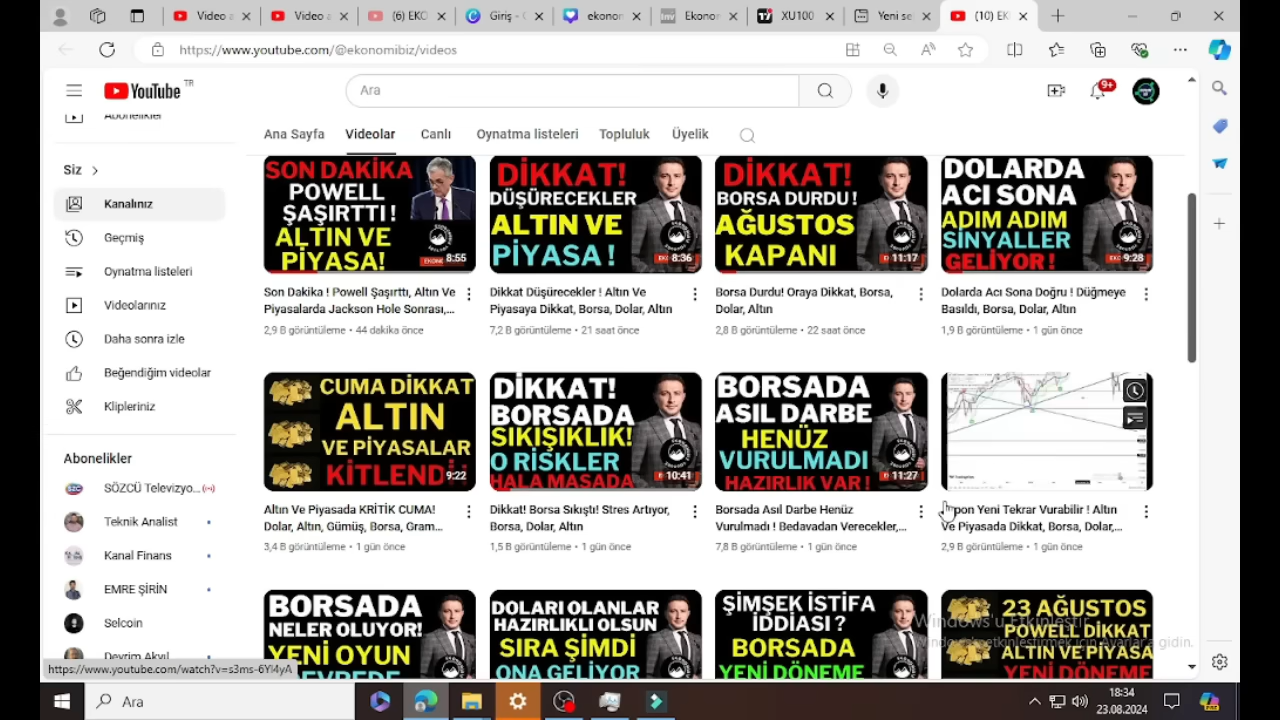 Video a
Video a
(6) EKO
Giriş - C
ekonom
Ekonom
XU100
Yeni se
(10) EK
https://www.youtube.com/@ekonomibiz/videos
YouTube TR
Ara
9+
Abonelikler
Ana Sayfa Videolar Canlı Oynatma listeleri Topluluk Üyelik
Siz
Kanalınız
Geçmiş
Oynatma listeleri
Videolarınız
Daha sonra izle
Beğendiğim videolar
Klipleriniz
Abonelikler
SÖZCÜ Televizyo...
Teknik Analist
Kanal Finans
EMRE ŞİRİN
Selcoin
Devrim Akyıl
SON DAKİKA
POWELL
ŞAŞIRTTI !
ALTIN VE
PİYASA!
8:55
Son Dakika ! Powell Şaşırttı, Altın Ve
Piyasalarda Jackson Hole Sonrası,...
2,9 B görüntüleme • 44 dakika önce
DİKKAT!
DÜŞÜRECEKLER
ALTIN VE
PİYASA !
8:36
Dikkat Düşürecekler ! Altın Ve
Piyasaya Dikkat, Borsa, Dolar, Altın
7,2 B görüntüleme • 21 saat önce
DİKKAT!
BORSA DURDU !
AĞUSTOS
KAPANI
11:17
Borsa Durdu! Oraya Dikkat, Borsa,
Dolar, Altın
2,8 B görüntüleme • 22 saat önce
DOLARDA
ACI SONA
ADIM ADIM
SİNYALLER
GELİYOR !
9:28
Dolarda Acı Sona Doğru ! Düğmeye
Basıldı, Borsa, Dolar, Altın
1,9 B görüntüleme • 1 gün önce
CUMA DİKKAT
ALTIN
VE PİYASALAR
KİTLENDİ !
9:22
Altın Ve Piyasada KRİTİK CUMA!
Dolar, Altın, Gümüş, Borsa, Gram...
3,4 B görüntüleme • 1 gün önce
DİKKAT!
BORSADA
SIKIŞIKLIK!
O RİSKLER
HALA MASADA
10:41
Dikkat! Borsa Sıkıştı! Stres Artıyor,
Borsa, Dolar, Altın
1,5 B görüntüleme • 1 gün önce
BORSADA
ASIL DARBE
HENÜZ
VURULMADI
HAZIRLIK VAR !
11:27
Borsada Asıl Darbe Henüz
Vurulmadı ! Bedavadan Verecekler,...
7,8 B görüntüleme • 1 gün önce
Japon Yeni Tekrar Vurabilir ! Altın
Ve Piyasada Dikkat, Borsa, Dolar,...
2,9 B görüntüleme • 1 gün önce
BORSADA
NELER OLUYOR!
YENİ OYUN
DOLARI OLANLAR
HAZIRLIKLI OLSUN
SIRA ŞİMDİ
ONA GELİYOR
ŞİMŞEK İSTİFA
İDDİASI ?
BORSADA
YENİ DÖNEM
23 AĞUSTOS
POWELL DİKKAT
ALTIN VE PİYASA
YENİ DÖNEME
Windows'u Etkinleştir
Windows'u etkinleştirmek için Ayarlar'a gidin.
https://www.youtube.com/watch?v=s3ms-6Yi4yA
Ara
18:34
23.08.2024